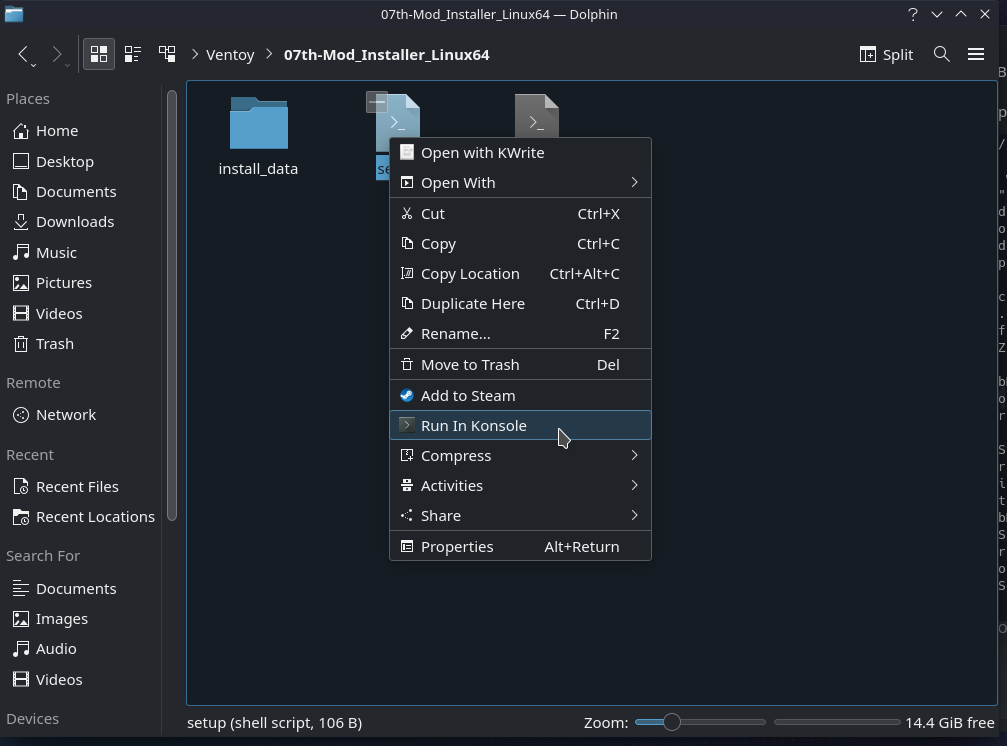 07th-Mod_Installer_Linux64 — Dolphin
Ventoy
07th-Mod_Installer_Linux64
Split
Places
Home
Desktop
Documents
Downloads
Music
Pictures
Videos
Trash
Remote
Network
Recent
Recent Files
Recent Locations
Search For
Documents
Images
Audio
Videos
Devices
install_data
Open with KWrite
Open With
Cut Ctrl+X
Copy Ctrl+C
Copy Location Ctrl+Alt+C
Duplicate Here Ctrl+D
Rename... F2
Move to Trash Del
Add to Steam
Run In Konsole
Compress
Activities
Share
Properties Alt+Return
setup (shell script, 106 B)
Zoom:
14.4 GiB free